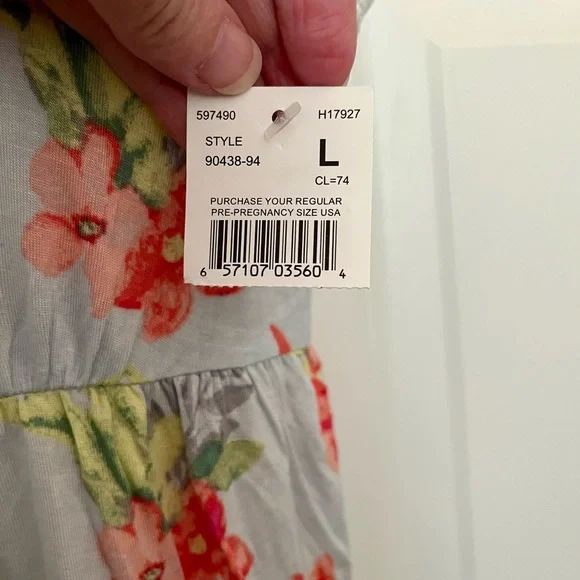 597490 H17927
STYLE
90438-94 L
CL=74
PURCHASE YOUR REGULAR
PRE-PREGNANCY SIZE USA
6 57107 03560 4